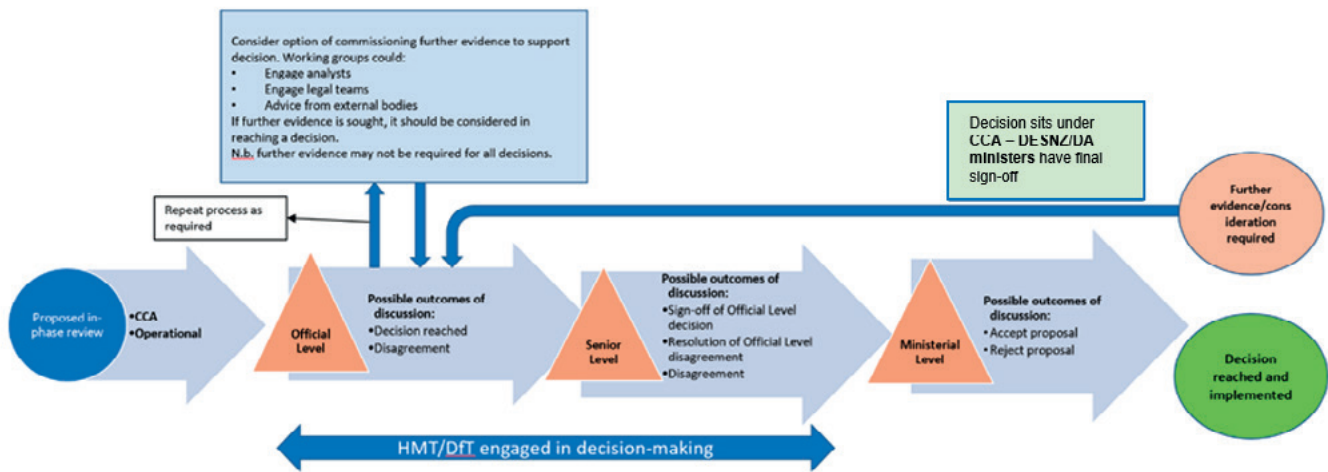 Consider option of commissioning further evidence to support
decision. Working groups could:
• Engage analysts
• Engage legal teams
• Advice from external bodies
If further evidence is sought, it should be considered in
reaching a decision.
N.b. further evidence may not be required for all decisions.
Decision sits under
CCA – DESNZ/DA
ministers have final
sign-off
Further
evidence/cons
ideration
required
Repeat process as
required
Proposed in-
phase review
•CCA
•Operational
Official
Level
Possible outcomes of
discussion:
•Decision reached
•Disagreement
Senior
Level
Possible outcomes of
discussion:
•Sign-off of Official Level
decision
•Resolution of Official Level
disagreement
•Disagreement
Ministerial
Level
Possible outcomes of
discussion:
•Accept proposal
•Reject proposal
Decision
reached and
implemented
HMT/DfT engaged in decision-making